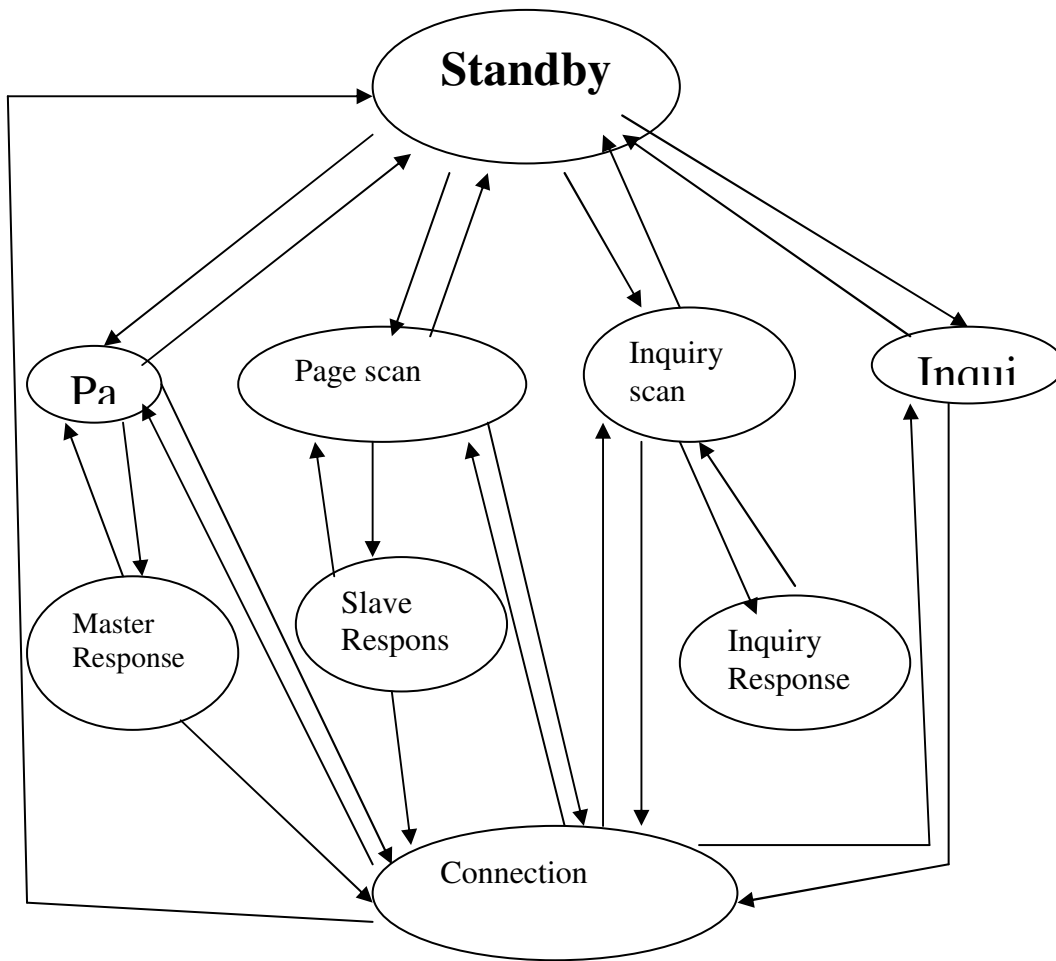 Standby
Pa
Page scan
Inquiry
scan
Inqui
Master
Response
Slave
Respons
Inquiry
Response
Connection